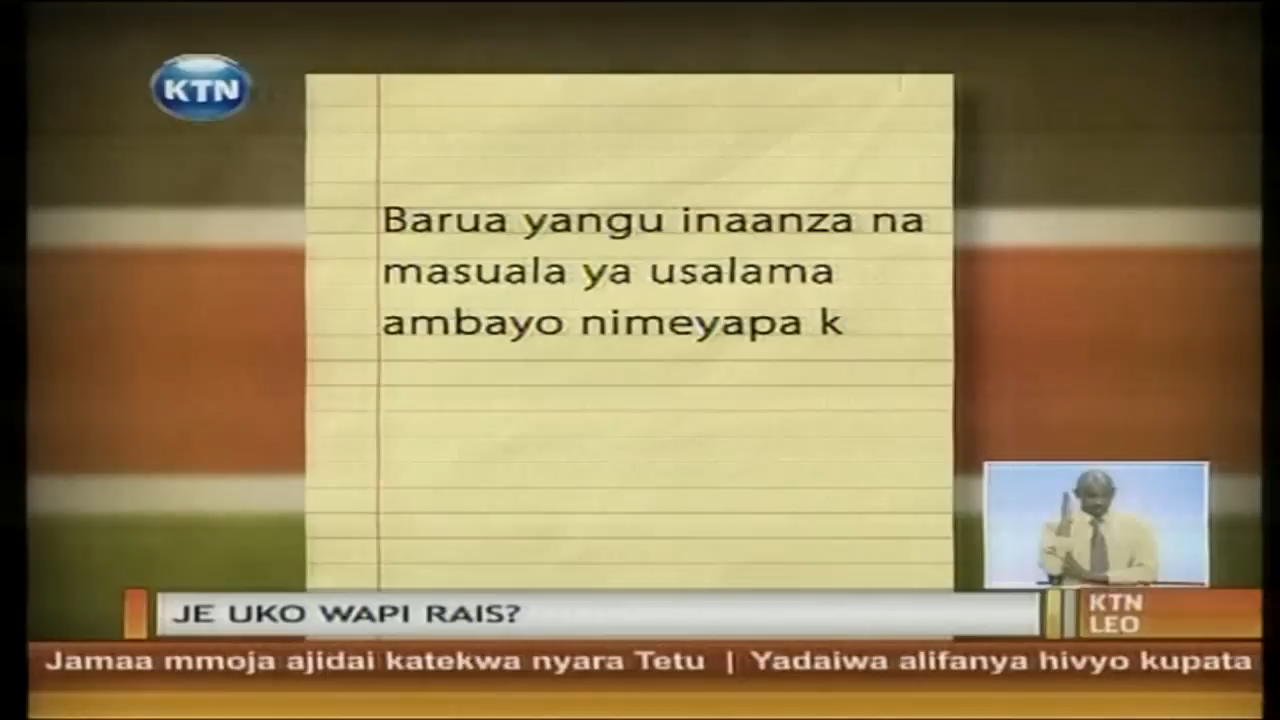 KTN
Barua yangu inaanza na
masuala ya usalama
ambayo nimeyapa k
JE UKO WAPI RAIS?
KTN
LEO
Jamaa mmoja ajidai katekwa nyara Tetu | Yadaiwa alifanya hivyo kupata